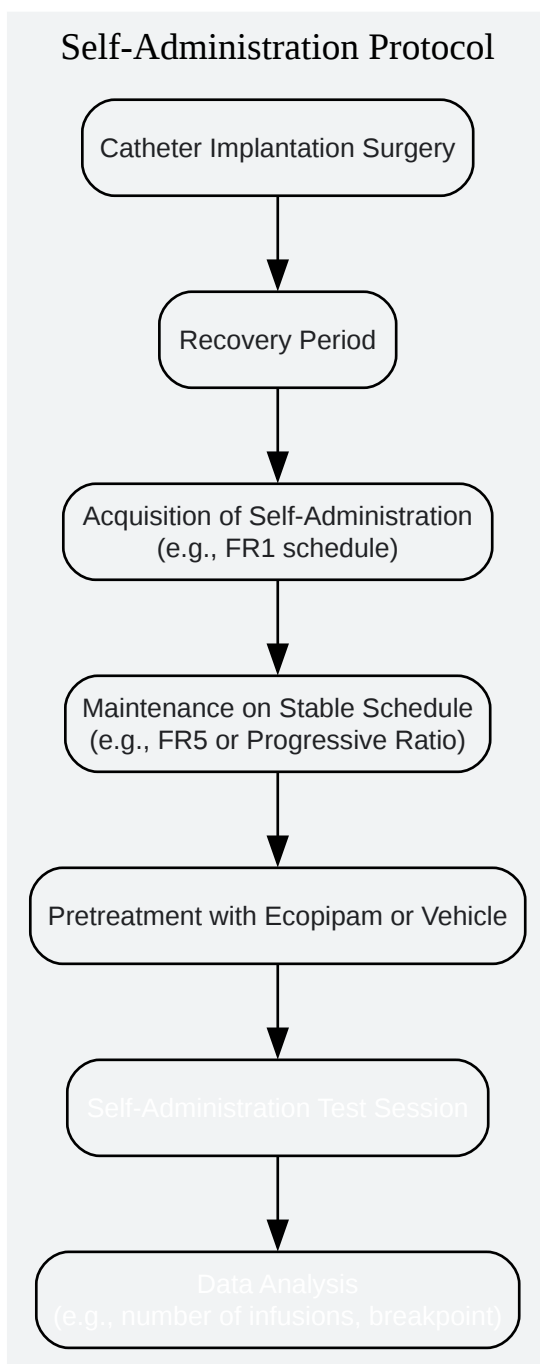 Self-Administration Protocol
Catheter Implantation Surgery
Recovery Period
Acquisition of Self-Administration
(e.g., FR1 schedule)
Maintenance on Stable Schedule
(e.g., FR5 or Progressive Ratio)
Pretreatment with Ecopipam or Vehicle
Self-Administration Test Session
Data Analysis
(e.g., number of infusions, breakpoint)